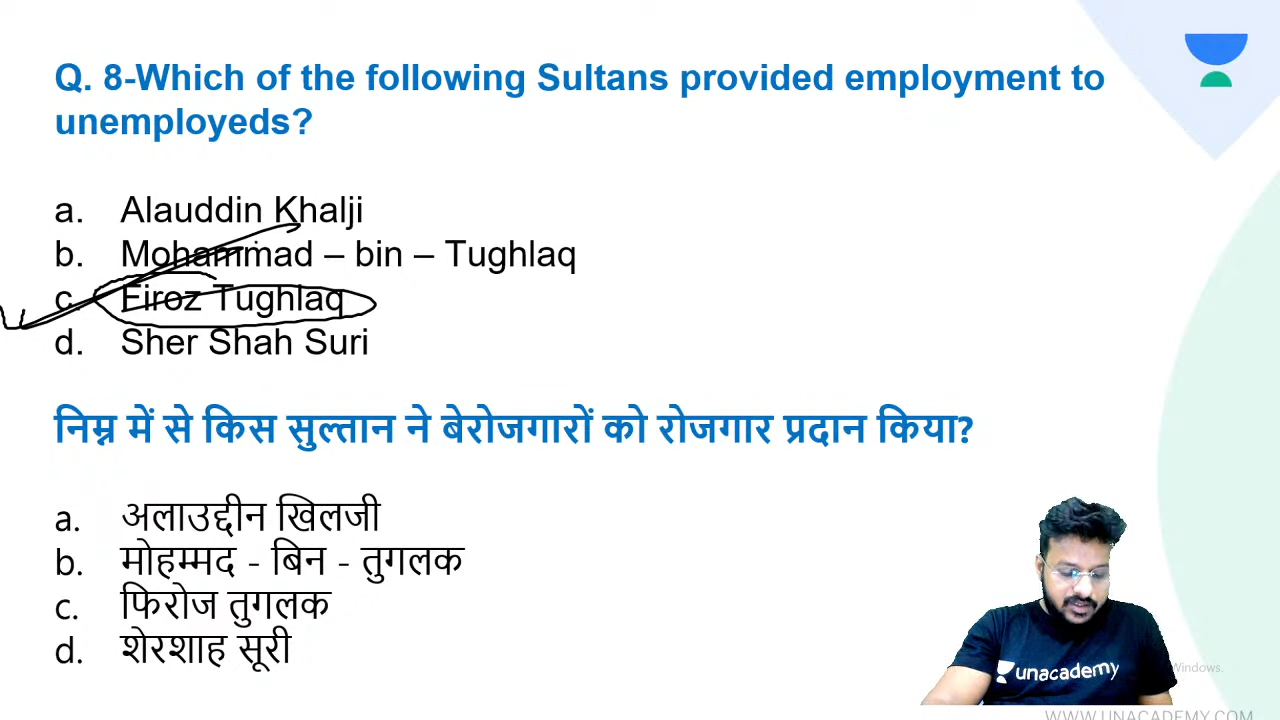 Q. 8-Which of the following Sultans provided employment to
unemployeds?
a. Alauddin Khalji
b. Mohammad – bin – Tughlaq
c. Firoz Tughlaq
d. Sher Shah Suri
निम्न में से किस सुल्तान ने बेरोजगारों को रोजगार प्रदान किया?
a. अलाउद्दीन खिलजी
b. मोहम्मद - बिन - तुगलक
c. फिरोज तुगलक
d. शेरशाह सूरी
unacademy
Windows.
WWW.UNACADEMY.COM